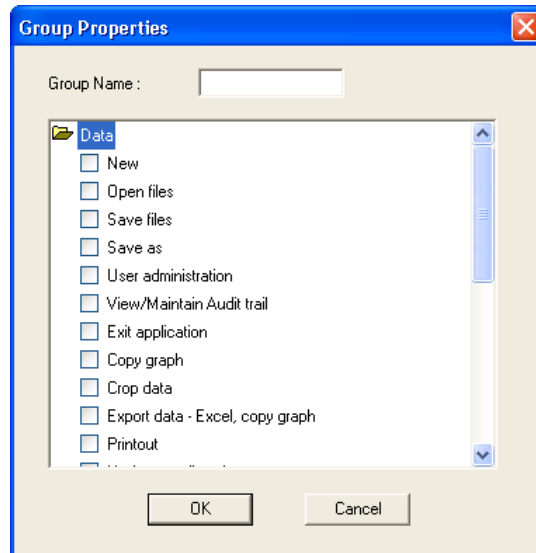 Group Properties
Group Name :
Data
New
Open files
Save files
Save as
User administration
View/Maintain Audit trail
Exit application
Copy graph
Crop data
Export data - Excel, copy graph
Printout
OK Cancel